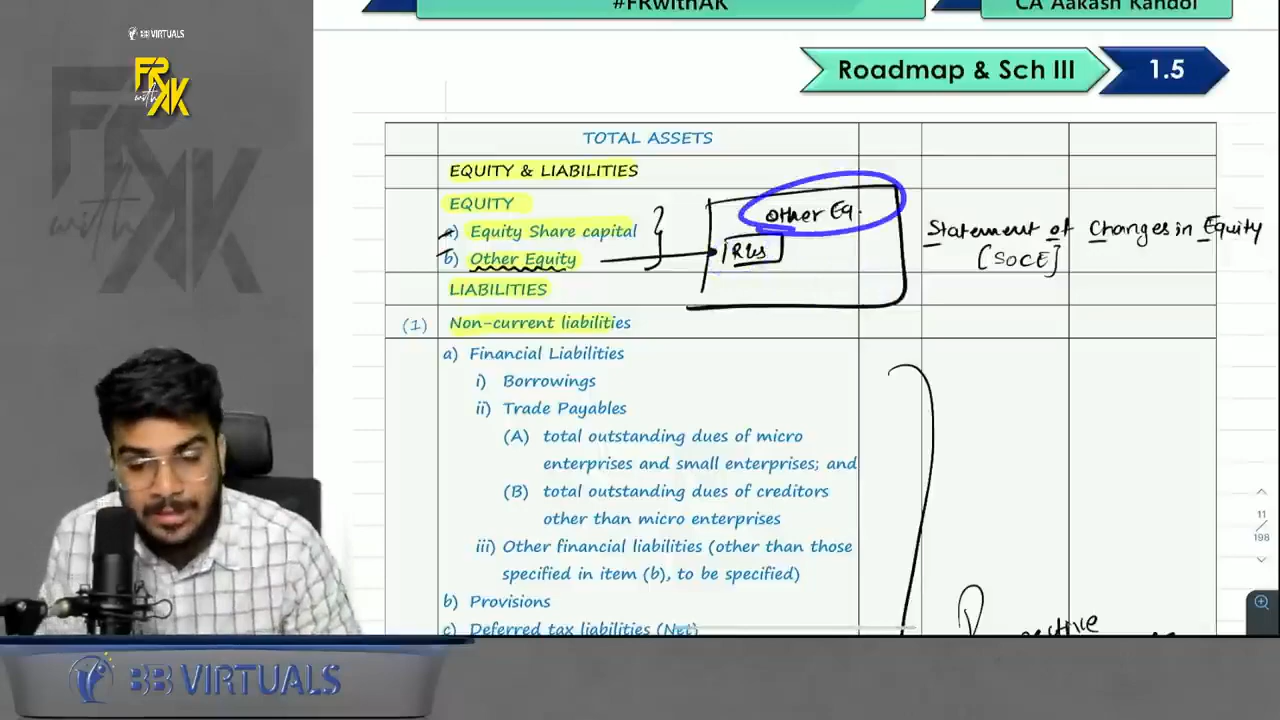 #FRwithAK
CA Aakash Kandoi
BB VIRTUALS
FR
with
AK
FR
with
AK
Roadmap & Sch III
1.5
TOTAL ASSETS
EQUITY & LIABILITIES
EQUITY
a) Equity Share capital
b) Other Equity
Other Eq.
R&s
Statement of Changes in Equity
[SOCE]
LIABILITIES
(1) Non-current liabilities
a) Financial Liabilities
i) Borrowings
ii) Trade Payables
(A) total outstanding dues of micro
enterprises and small enterprises; and
(B) total outstanding dues of creditors
other than micro enterprises
iii) Other financial liabilities (other than those
specified in item (b), to be specified)
b) Provisions
c) Deferred tax liabilities (Net)
11
198
BB VIRTUALS